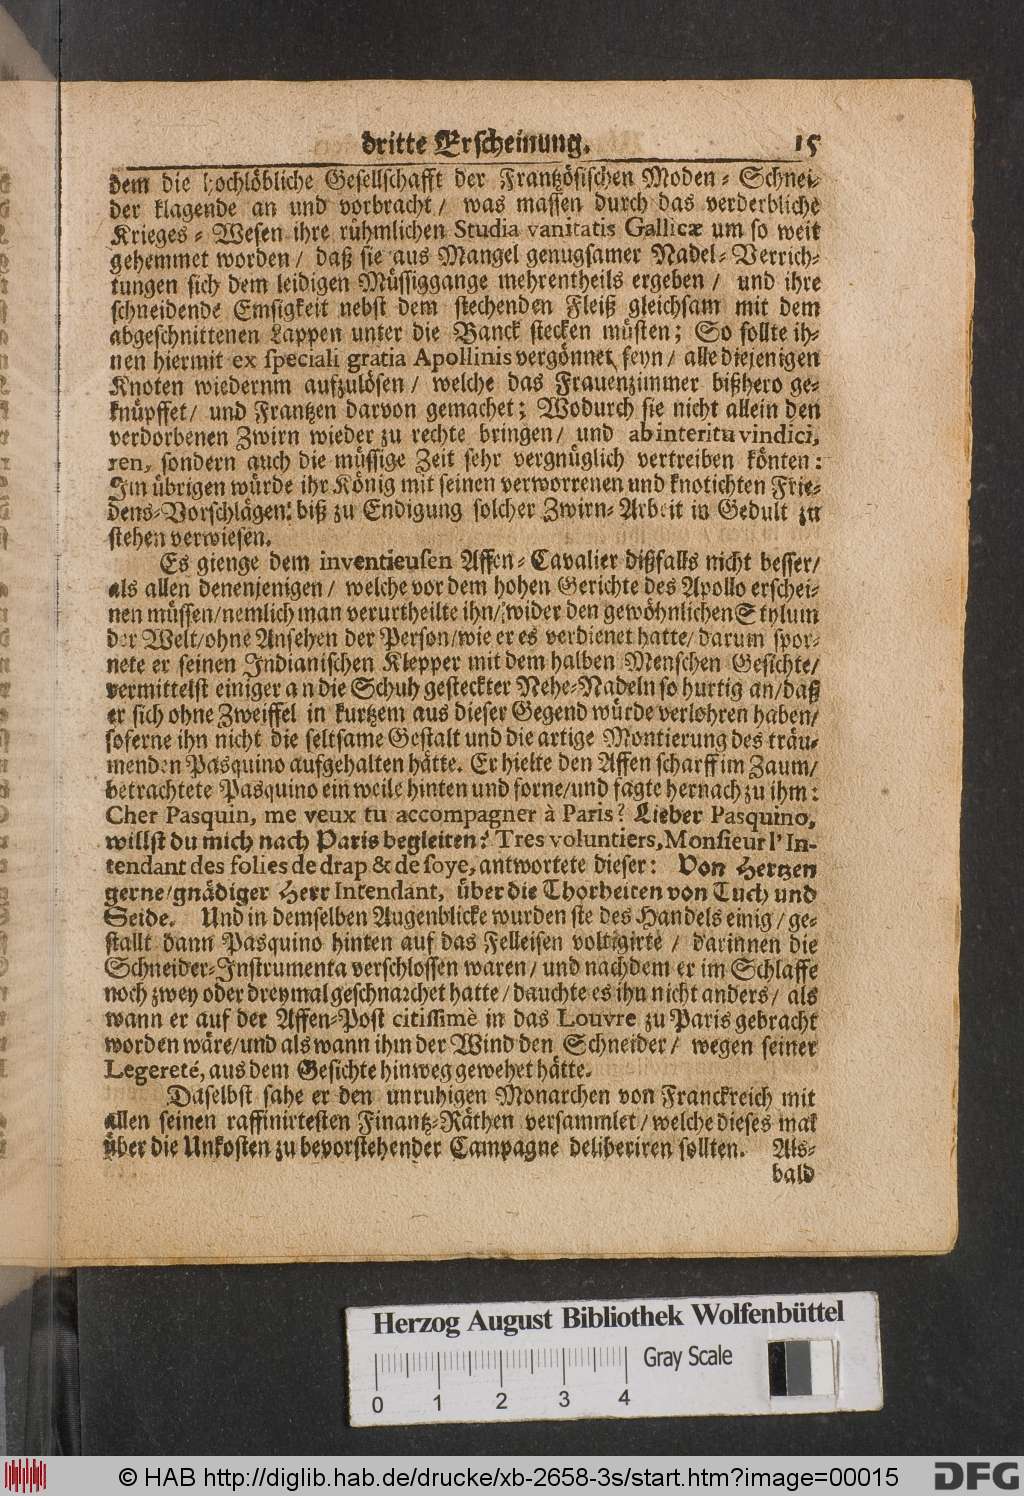 dritte Erscheinung. 15
dem die hochlöbliche Gesellschafft der Frantzösischen Moden-Schnei-
der klagende an und vorbracht/ was massen durch das verderbliche
Krieges-Wesen ihre rühmlichen Studia vanitatis Gallicæ um so weit
gehemmet worden/ daß sie aus Mangel genugsamer Nadel-Verrich-
tungen sich dem leidigen Müssiggange mehrentheils ergeben/ und ihre
schneidende Emsigkeit nebst dem stechenden Fleiß gleichsam mit dem
abgeschnittenen Lappen unter die Banck stecken müsten; So sollte ih-
nen hiermit ex speciali gratia Apollinis vergönnet seyn/ alle diejenigen
Knoten wiedernm aufzulösen/ welche das Frauenzimmer bißhero ge-
knüpffet/ und Frantzen darvon gemachet; Wodurch sie nicht allein den
verdorbenen Zwirn wieder zu rechte bringen/ und ab interitu vindici,
ren, sondern auch die müssige Zeit sehr vergnüglich vertreiben könten:
Im übrigen würde ihr König mit seinen verworrenen und knotichten Frie-
dens-Vorschlägen biß zu Endigung solcher Zwirn-Arbeit in Gedult zu
stehen verwiesen.
Es gienge dem inventieusen Affen-Cavalier dißfalls nicht besser/
als allen denenjenigen/ welche vor dem hohen Gerichte des Apollo erschei-
nen müssen/nemlich man verurtheilte ihn/ wider den gewöhnlichen Stylum
der Welt/ohne Ansehen der Person/wie er es verdienet hatte/ darum spor-
nete er seinen Indianischen Klepper mit dem halben Menschen Gesichte/
vermittelst einiger an die Schuh gesteckter Nehe-Nadeln so hurtig an/daß
er sich ohne Zweiffel in kurtzem aus dieser Gegend würde verlohren haben/
soferne ihn nicht die seltsame Gestalt und die artige Montierung des träu-
menden Pasquino aufgehalten hätte. Er hielte den Affen scharff im Zaum/
betrachtete Pasquino ein weile hinten und forne/und sagte hernach zu ihm:
Cher Pasquin, me veux tu accompagner à Paris? Lieber Pasquino,
willst du mich nach Paris begleiten? Tres voluntiers, Monsieur l'In-
tendant des folies de drap & de soye, antwortete dieser: Von Hertzen
gerne/gnädiger Herr Intendant, über die Thorheiten von Tuch und
Seide. Und in demselben Augenblicke wurden sie des Handels einig/ ge-
stallt dann Pasquino hinten auf das Felleisen voltigirte/ darinnen die
Schneider-Instrumenta verschlossen waren/ und nachdem er im Schlaffe
noch zwey oder dreymal geschnarchet hatte/ dauchte es ihn nicht anders/ als
wann er auf der Affen-Post citissimè in das Louvre zu Paris gebracht
worden wäre/und als wann ihm der Wind den Schneider/ wegen seiner
Legereté, aus dem Gesichte hinweg gewehet hätte.
Daselbst sahe er den unruhigen Monarchen von Franckreich mit
allen seinen raffinirtesten Finantz-Räthen versammlet/ welche dieses mal
über die Unkosten zu bevorstehender Campagne deliberiren sollten. Als-
bald
Herzog August Bibliothek Wolfenbüttel
Gray Scale
0 1 2 3 4
© HAB http://diglib.hab.de/drucke/xb-2658-3s/start.htm?image=00015
DFG